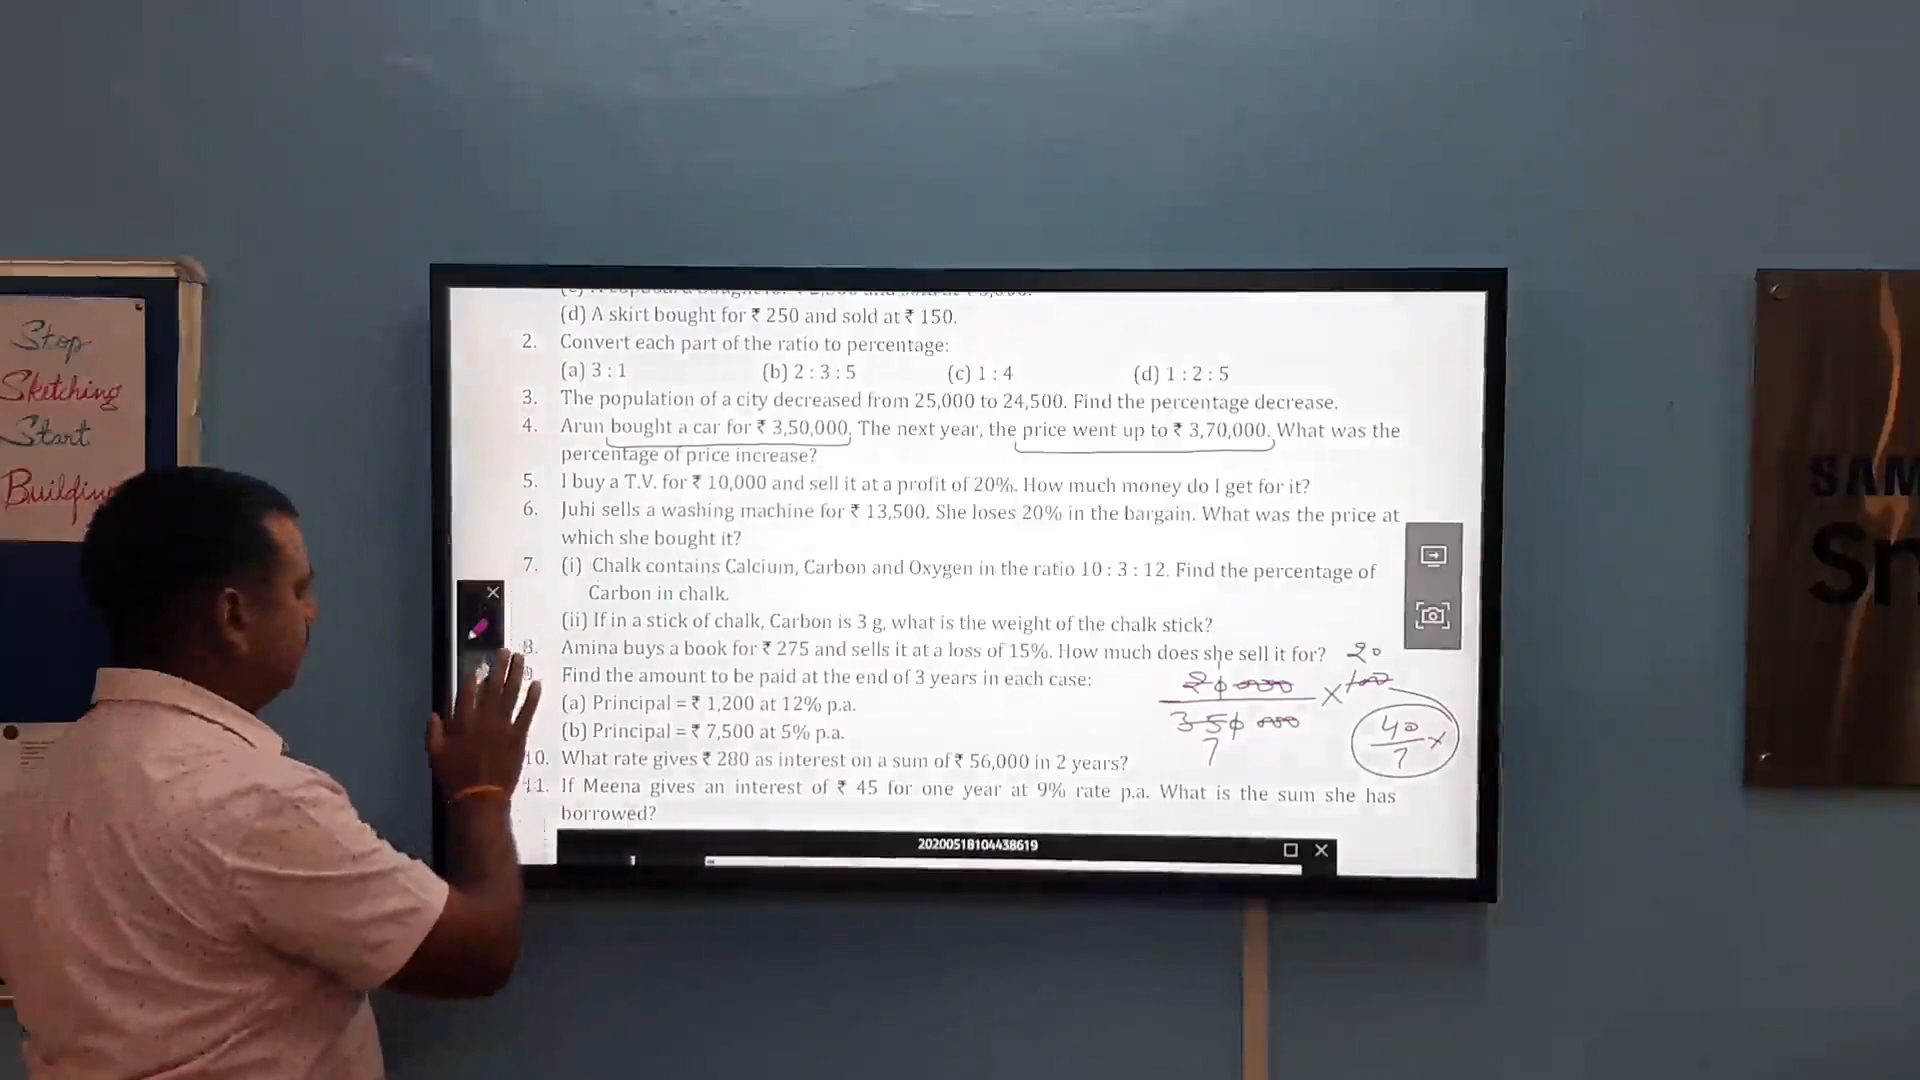 Stop
Sketching
Start
Building
(d) A skirt bought for ₹ 250 and sold at ₹ 150.
2. Convert each part of the ratio to percentage:
(a) 3 : 1 (b) 2 : 3 : 5 (c) 1 : 4 (d) 1 : 2 : 5
3. The population of a city decreased from 25,000 to 24,500. Find the percentage decrease.
4. Arun bought a car for ₹ 3,50,000. The next year, the price went up to ₹ 3,70,000. What was the
percentage of price increase?
5. I buy a T.V. for ₹ 10,000 and sell it at a profit of 20%. How much money do I get for it?
6. Juhi sells a washing machine for ₹ 13,500. She loses 20% in the bargain. What was the price at
which she bought it?
7. (i) Chalk contains Calcium, Carbon and Oxygen in the ratio 10 : 3 : 12. Find the percentage of
Carbon in chalk.
(ii) If in a stick of chalk, Carbon is 3 g, what is the weight of the chalk stick?
8. Amina buys a book for ₹ 275 and sells it at a loss of 15%. How much does she sell it for?
Find the amount to be paid at the end of 3 years in each case:
(a) Principal = ₹ 1,200 at 12% p.a.
(b) Principal = ₹ 7,500 at 5% p.a.
10. What rate gives ₹ 280 as interest on a sum of ₹ 56,000 in 2 years?
11. If Meena gives an interest of ₹ 45 for one year at 9% rate p.a. What is the sum she has
borrowed?
20
20000 × 100
350000
7
40
7
20200518104438619
SAM